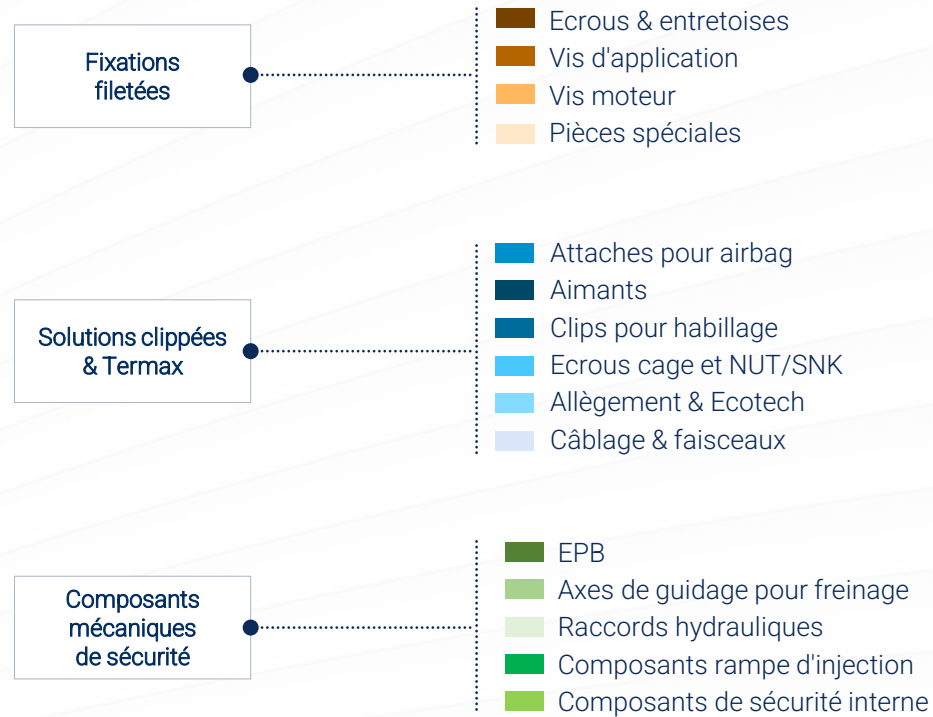 Fixations
filetées
Ecrous & entretoises
Vis d'application
Vis moteur
Pièces spéciales
Solutions clippées
& Termax
Attaches pour airbag
Aimants
Clips pour habillage
Ecrous cage et NUT/SNK
Allègement & Ecotech
Câblage & faisceaux
Composants
mécaniques
de sécurité
EPB
Axes de guidage pour freinage
Raccords hydrauliques
Composants rampe d'injection
Composants de sécurité interne